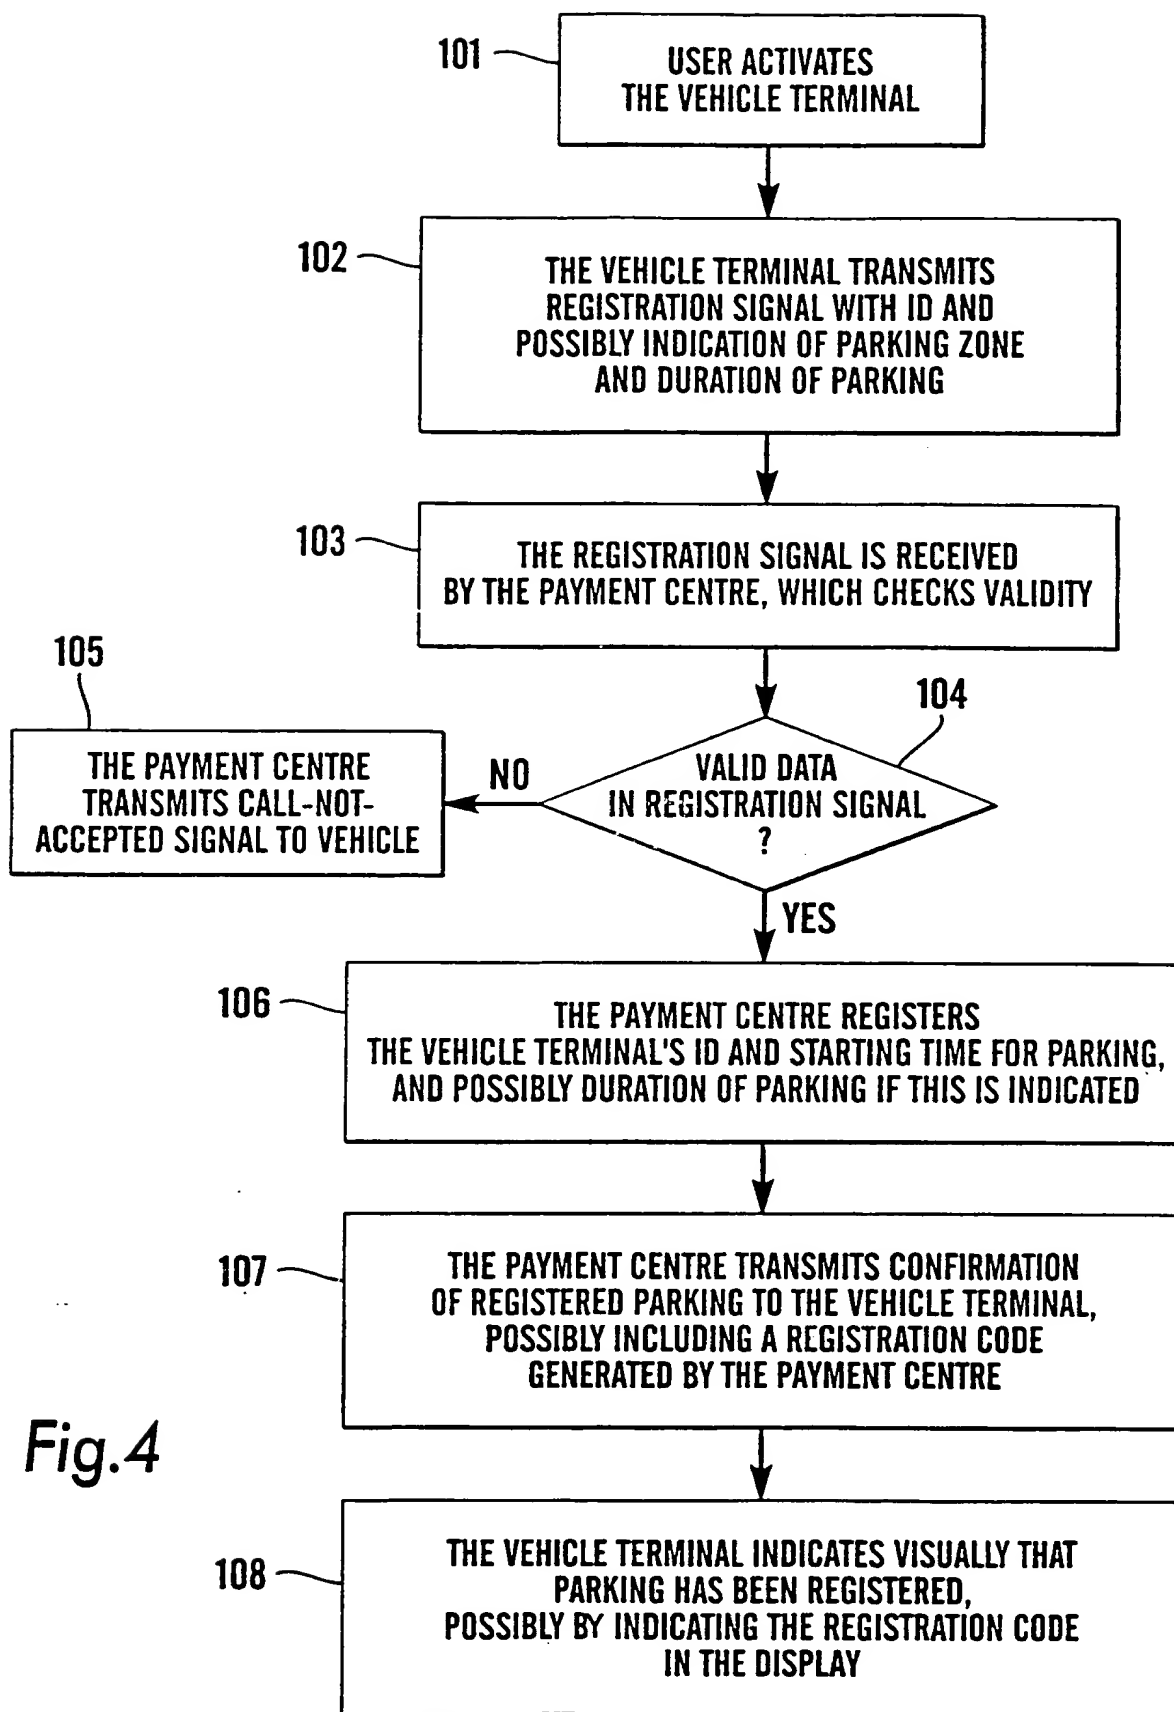 101
USER ACTIVATES
THE VEHICLE TERMINAL
102
THE VEHICLE TERMINAL TRANSMITS
REGISTRATION SIGNAL WITH ID AND
POSSIBLY INDICATION OF PARKING ZONE
AND DURATION OF PARKING
103
THE REGISTRATION SIGNAL IS RECEIVED
BY THE PAYMENT CENTRE, WHICH CHECKS VALIDITY
104
VALID DATA
IN REGISTRATION SIGNAL
?
NO
105
THE PAYMENT CENTRE
TRANSMITS CALL-NOT-
ACCEPTED SIGNAL TO VEHICLE
YES
106
THE PAYMENT CENTRE REGISTERS
THE VEHICLE TERMINAL'S ID AND STARTING TIME FOR PARKING,
AND POSSIBLY DURATION OF PARKING IF THIS IS INDICATED
107
THE PAYMENT CENTRE TRANSMITS CONFIRMATION
OF REGISTERED PARKING TO THE VEHICLE TERMINAL,
POSSIBLY INCLUDING A REGISTRATION CODE
GENERATED BY THE PAYMENT CENTRE
Fig.4
108
THE VEHICLE TERMINAL INDICATES VISUALLY THAT
PARKING HAS BEEN REGISTERED,
POSSIBLY BY INDICATING THE REGISTRATION CODE
IN THE DISPLAY